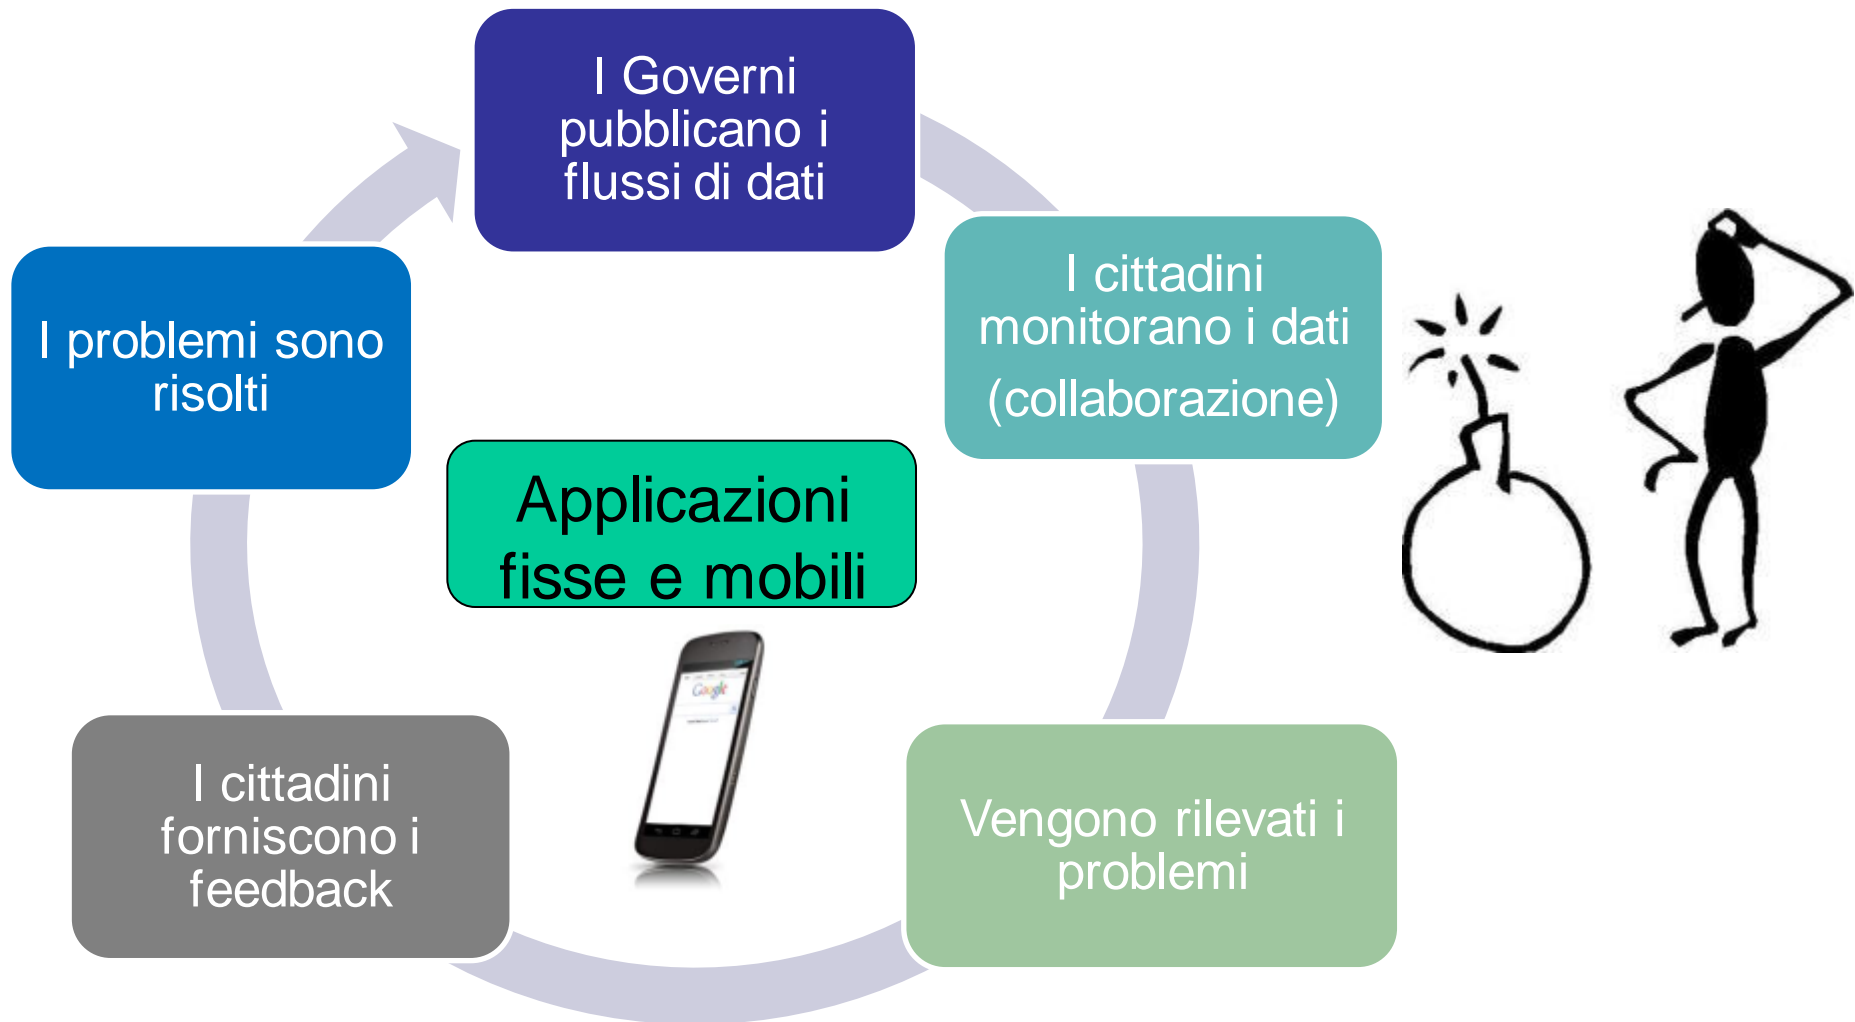 I Governi
pubblicano i
flussi di dati
I cittadini
monitorano i dati
(collaborazione)
Vengono rilevati i
problemi
I cittadini
forniscono i
feedback
I problemi sono
risolti
Applicazioni
fisse e mobili
Google